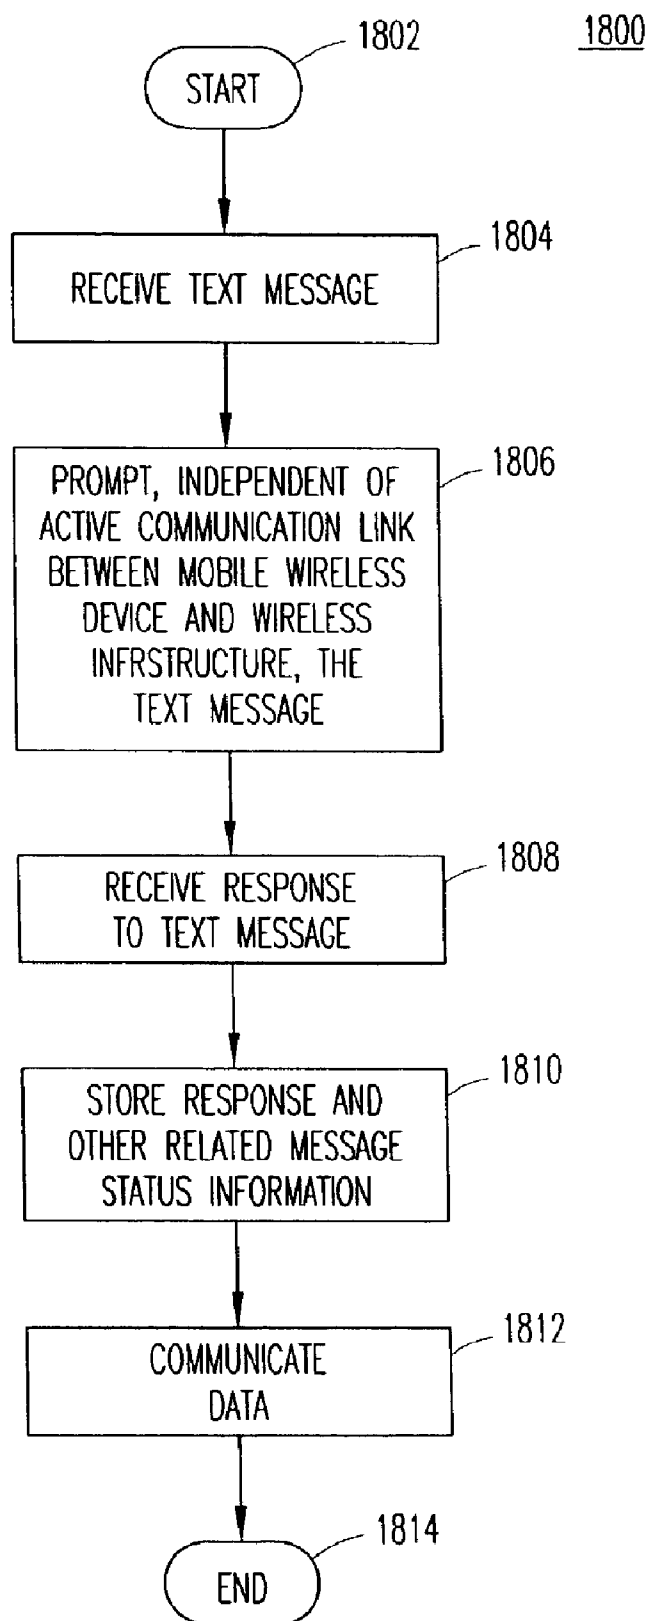 1800
1802
START
1804
RECEIVE TEXT MESSAGE
1806
PROMPT, INDEPENDENT OF
ACTIVE COMMUNICATION LINK
BETWEEN MOBILE WIRELESS
DEVICE AND WIRELESS
INFRSTRUCTURE, THE
TEXT MESSAGE
1808
RECEIVE RESPONSE
TO TEXT MESSAGE
1810
STORE RESPONSE AND
OTHER RELATED MESSAGE
STATUS INFORMATION
1812
COMMUNICATE
DATA
1814
END